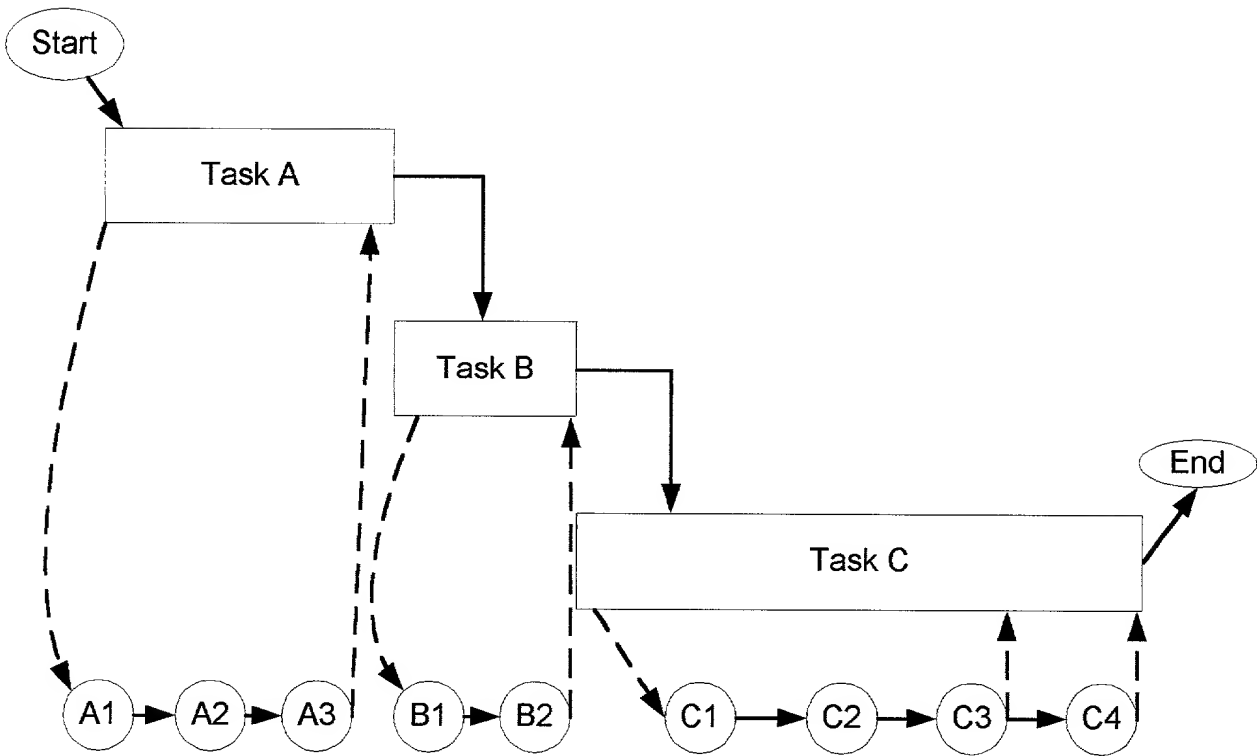 Start
Task A
Task B
End
Task C
A1
A2
A3
B1
B2
C1
C2
C3
C4